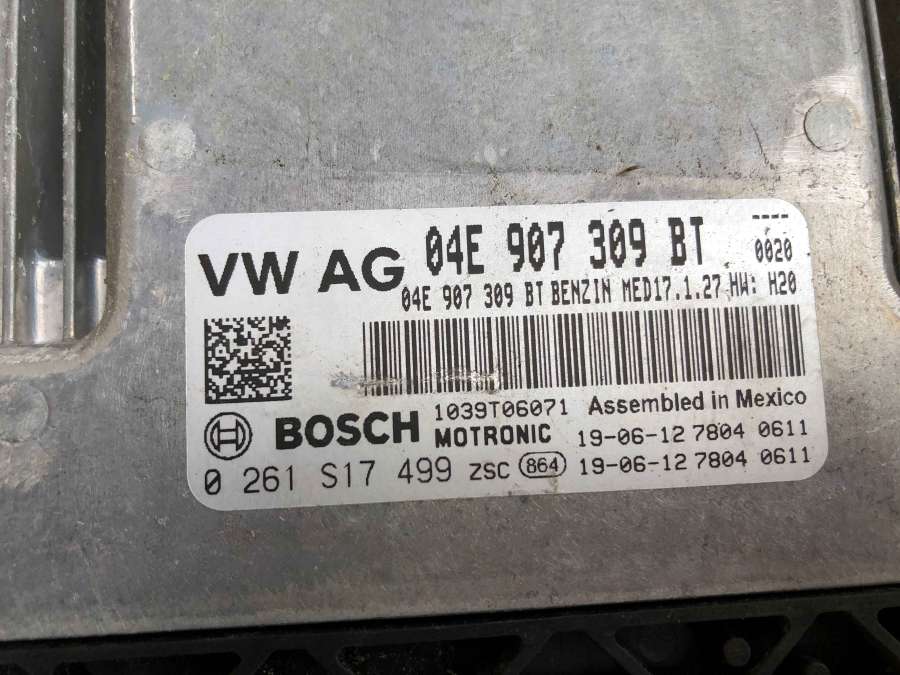 VW AG 04E 907 309 BT ----
0020
04E 907 309 BT BENZIN MED17.1.27 HW: H20
1039T06071 Assembled in Mexico
BOSCH MOTRONIC 19-06-12 7804 0611
0 261 S17 499 ZSC 864 19-06-12 7804 0611